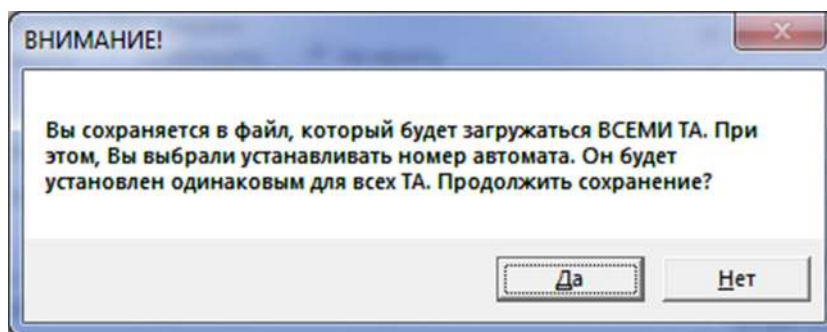 ВНИМАНИЕ!
Вы сохраняется в файл, который будет загружаться ВСЕМИ ТА. При
этом, Вы выбрали устанавливать номер автомата. Он будет
установлен одинаковым для всех ТА. Продолжить сохранение?
Да
Нет